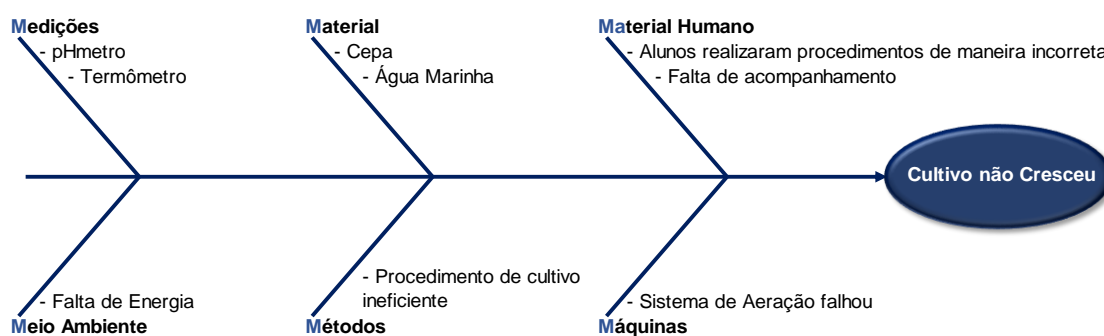 Medições
- pHmetro
- Termômetro
Material
- Cepa
- Água Marinha
Material Humano
- Alunos realizaram procedimentos de maneira incorreta
- Falta de acompanhamento
Cultivo não Cresceu
- Falta de Energia
Meio Ambiente
- Procedimento de cultivo
ineficiente
Métodos
- Sistema de Aeração falhou
Máquinas